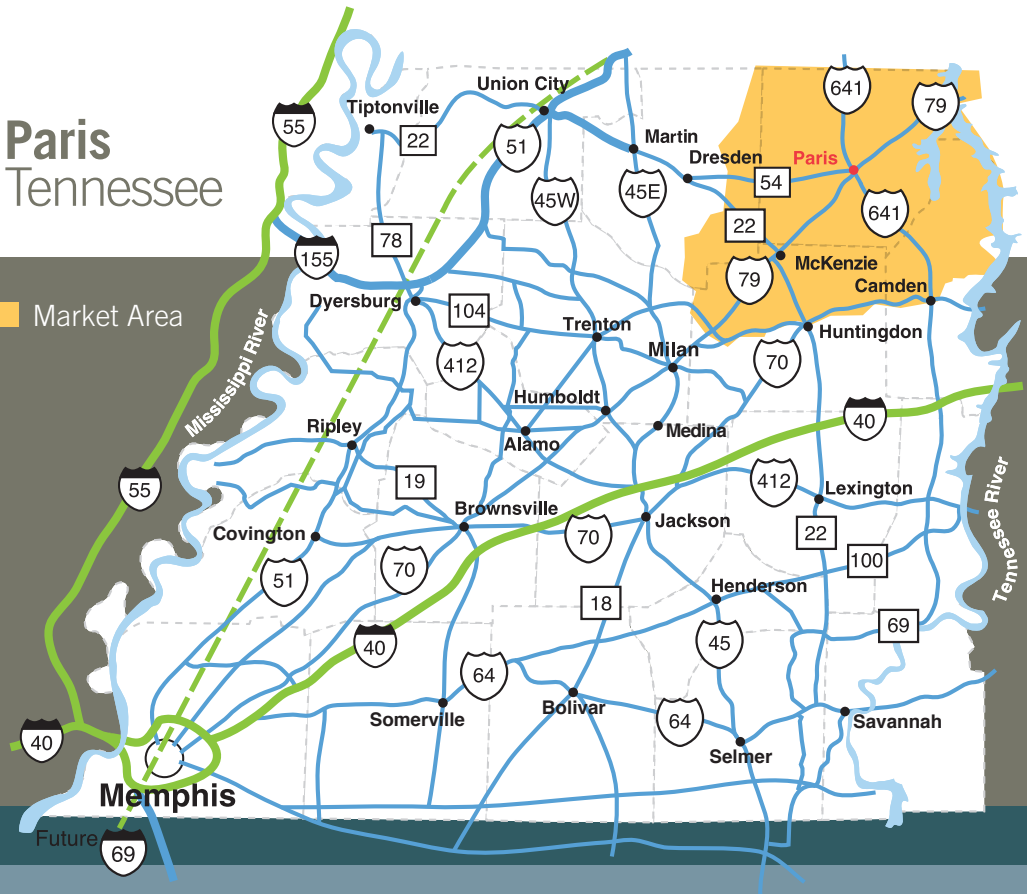 Paris
Tennessee
Market Area
Union City
Tiptonville
55
22
51
641
79
Martin
Dresden
Paris
54
45W
45E
641
22
78
155
McKenzie
79
Camden
Dyersburg
104
Trenton
Huntingdon
Mississippi River
412
Milan
70
Humboldt
40
Ripley
Alamo
Medina
55
19
412
Lexington
Brownsville
Jackson
Tennessee River
Covington
70
22
51
70
100
Henderson
18
69
40
45
64
Somerville
Bolivar
64
Savannah
40
Selmer
Memphis
Future
69